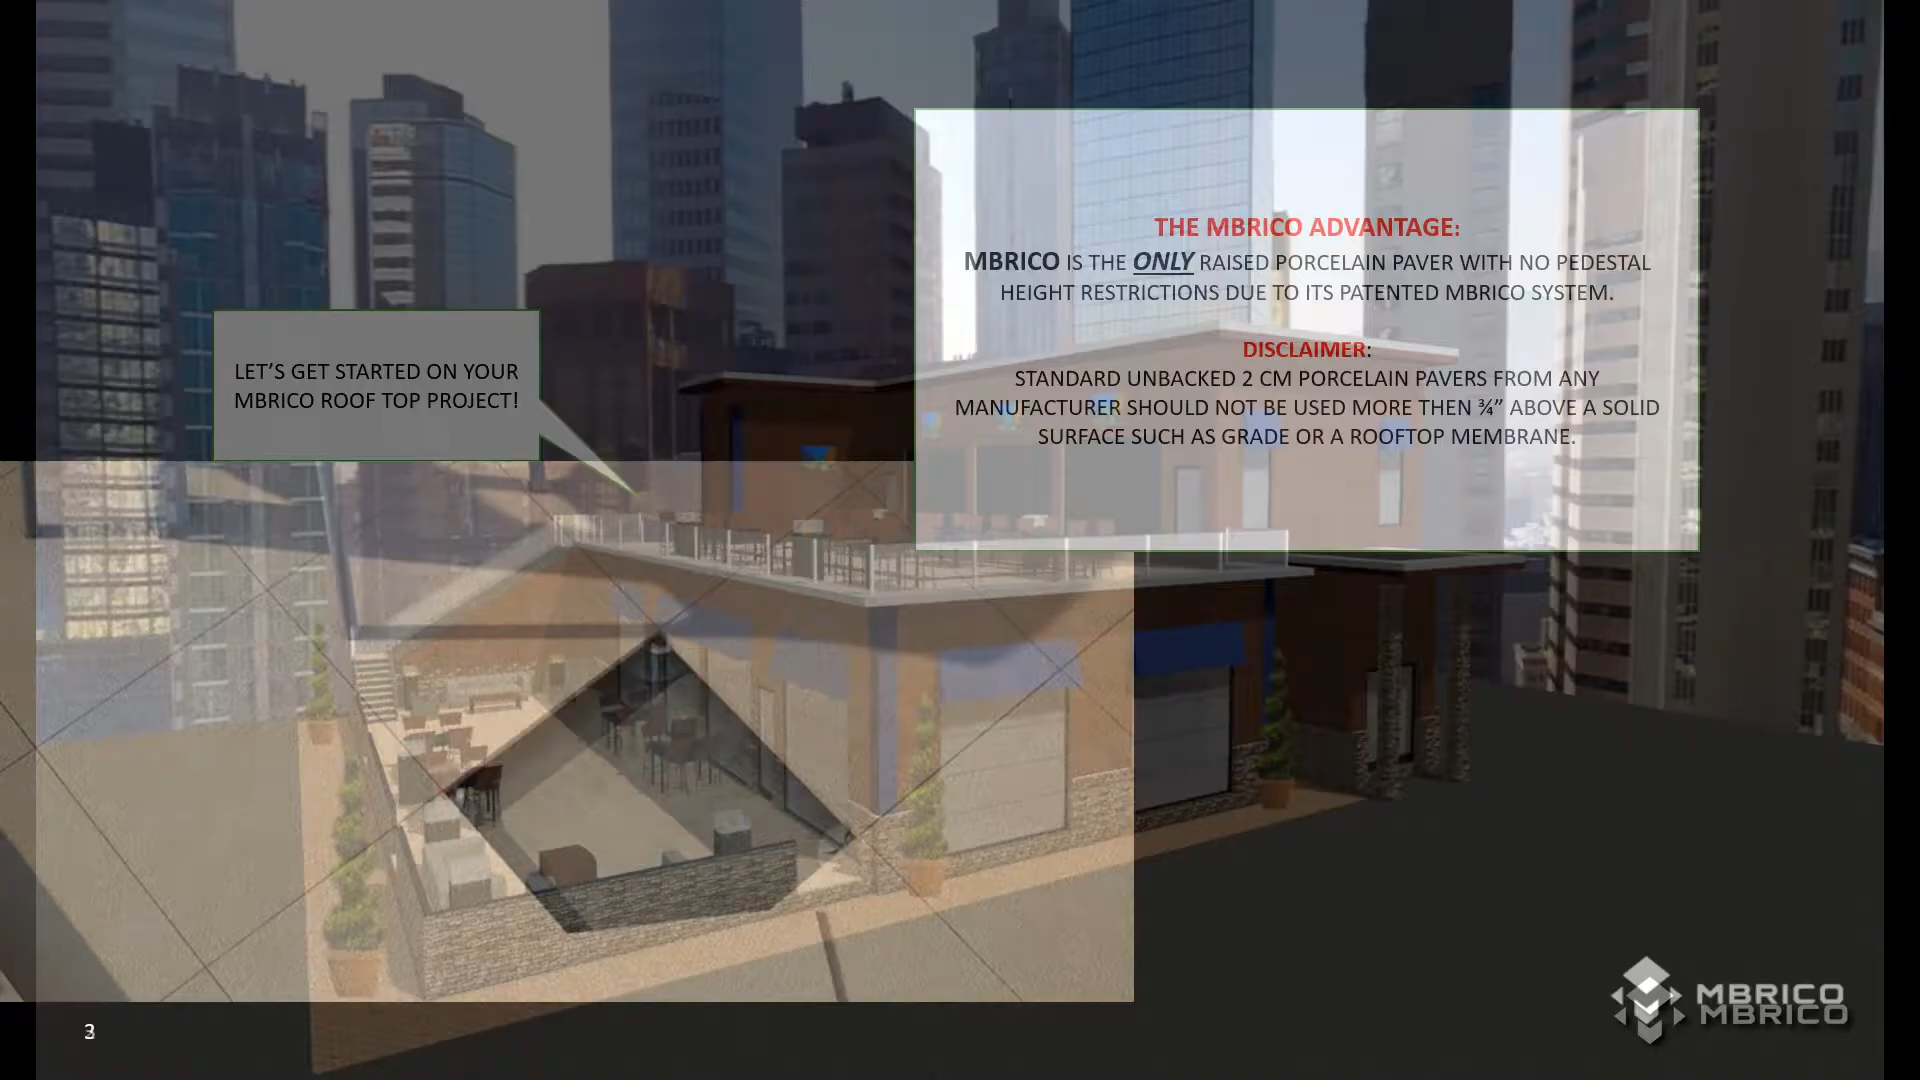 THE MBRICO ADVANTAGE:
MBRICO IS THE ONLY RAISED PORCELAIN PAVER WITH NO PEDESTAL
HEIGHT RESTRICTIONS DUE TO ITS PATENTED MBRICO SYSTEM.
DISCLAIMER:
STANDARD UNBACKED 2 CM PORCELAIN PAVERS FROM ANY
MANUFACTURER SHOULD NOT BE USED MORE THEN ¾” ABOVE A SOLID
SURFACE SUCH AS GRADE OR A ROOFTOP MEMBRANE.
LET’S GET STARTED ON YOUR
MBRICO ROOF TOP PROJECT!
MBRICO
MBRICO